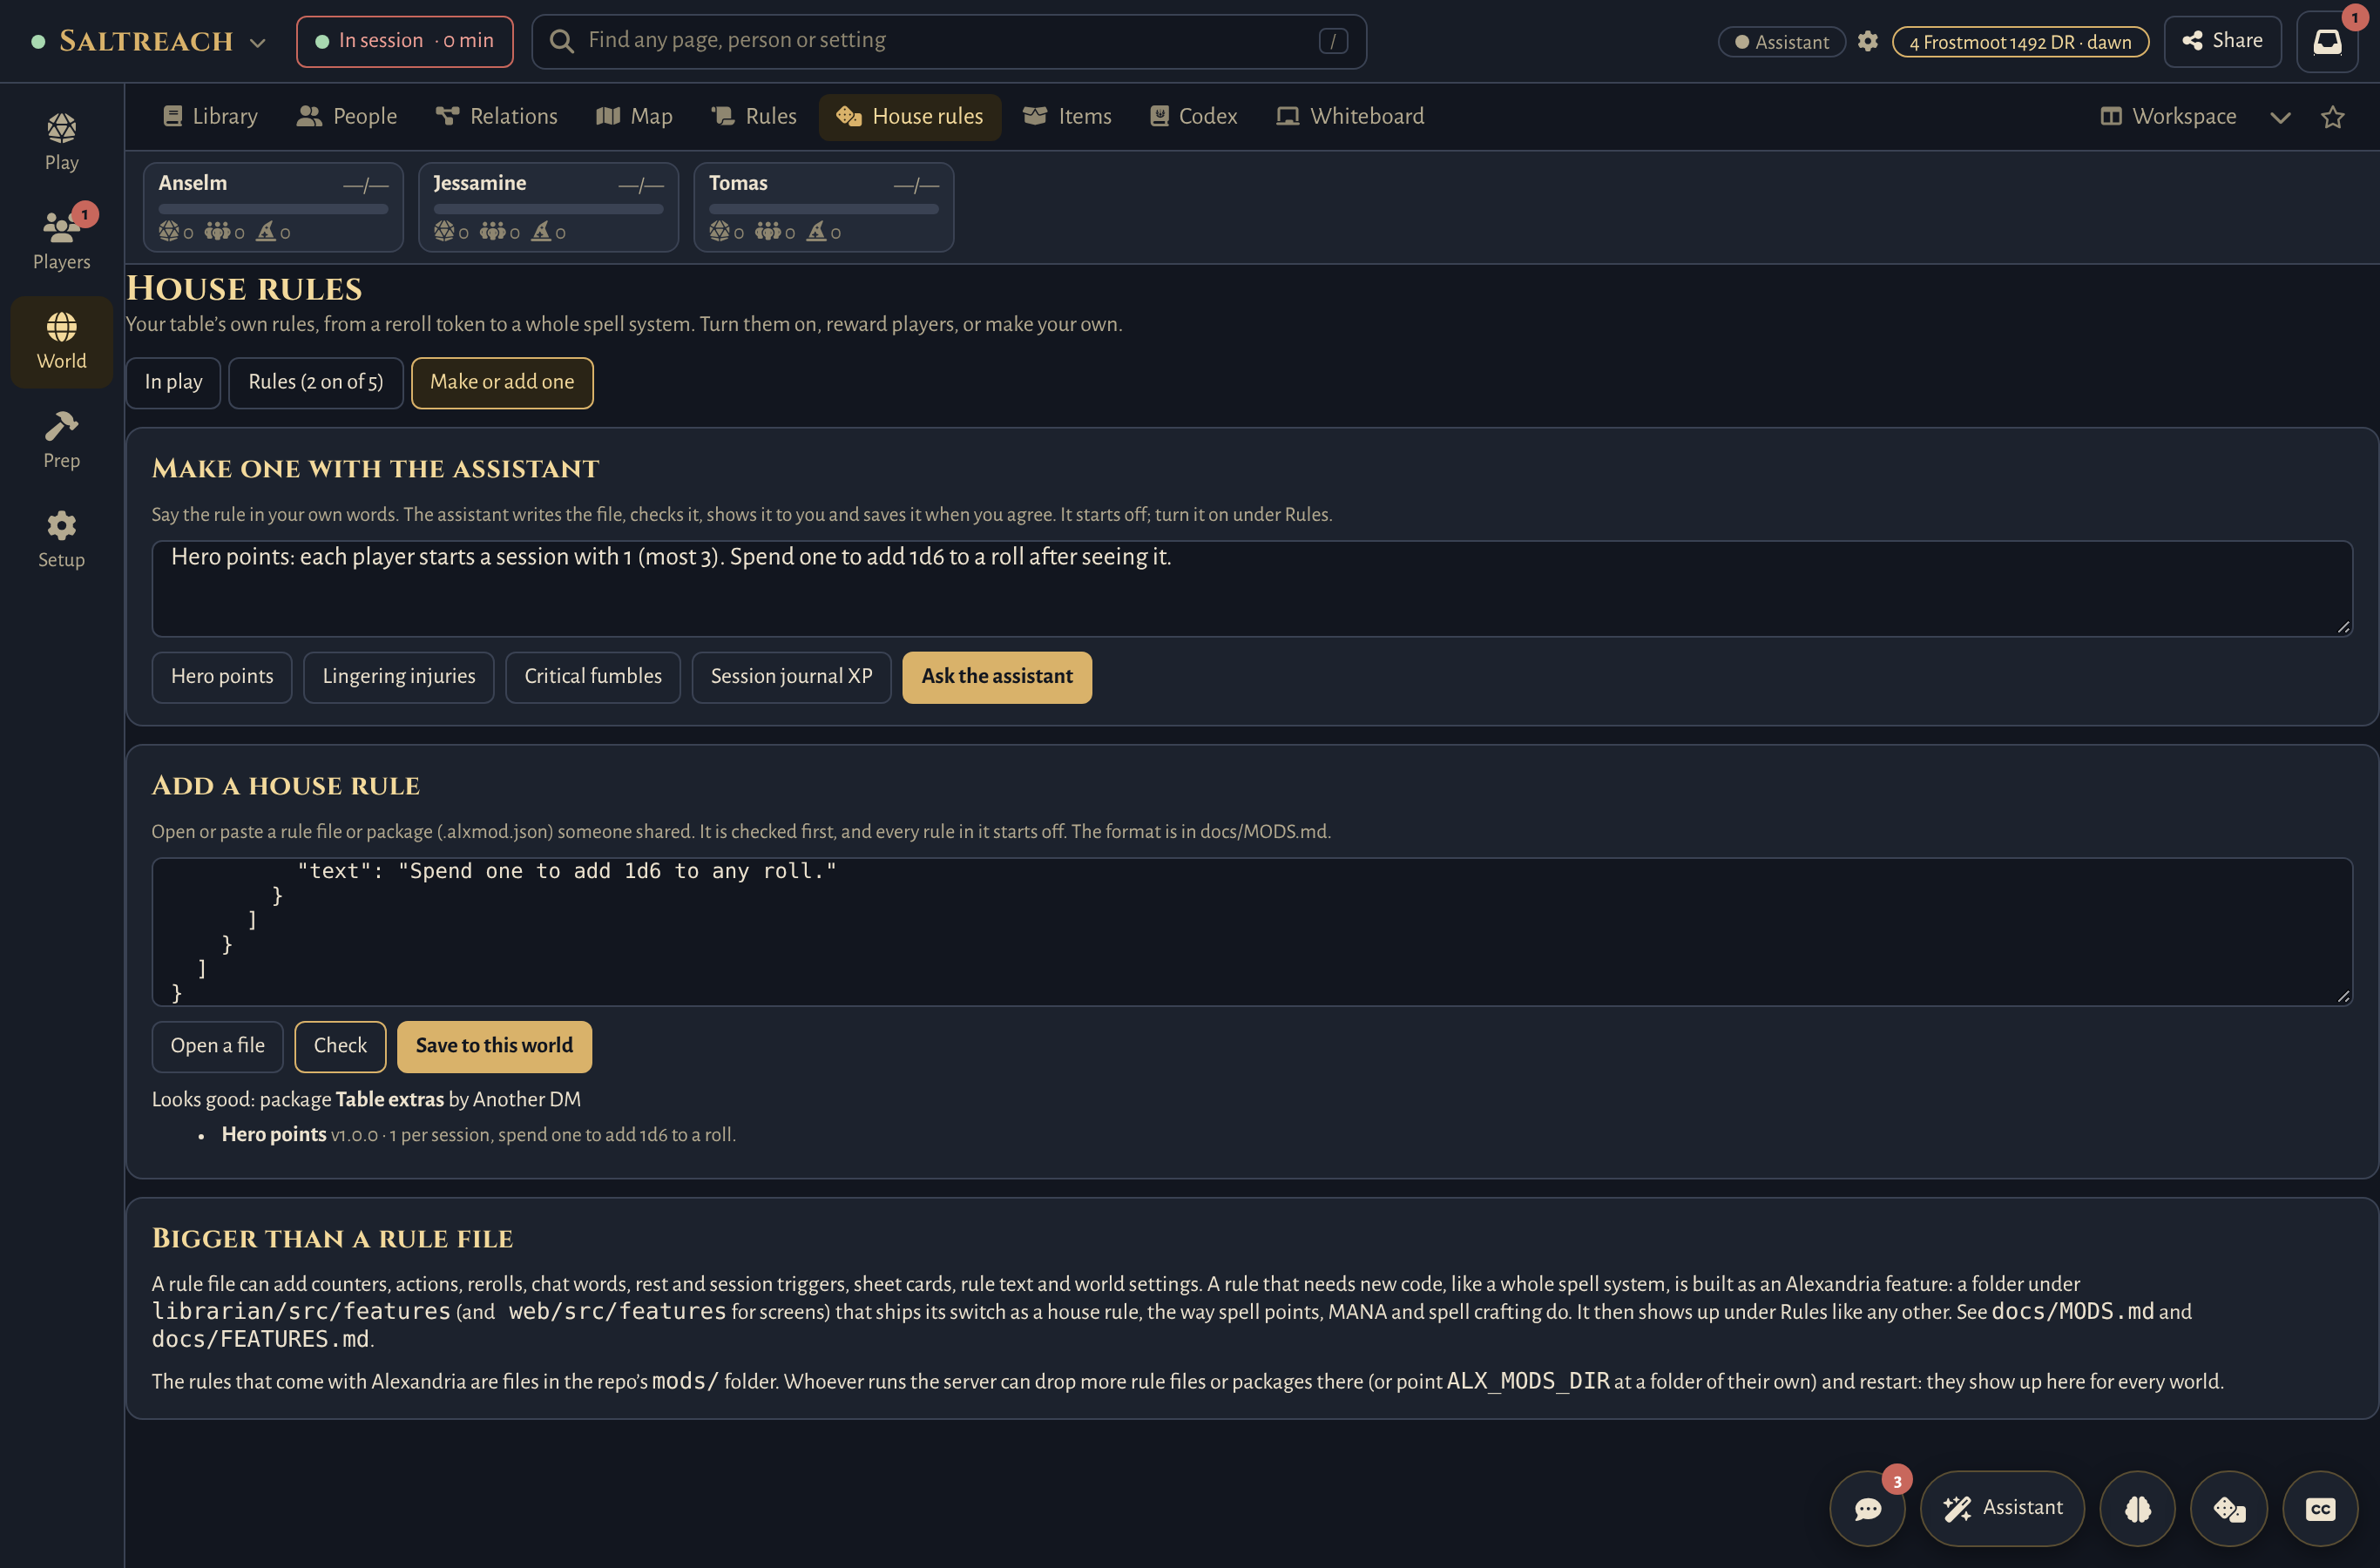 SALTREACH
In session · 0 min
Find any page, person or setting
/
Assistant
4 Frostmoot 1492 DR · dawn
Share
1
Play
1
Players
World
Prep
Setup
Library
People
Relations
Map
Rules
House rules
Items
Codex
Whiteboard
Workspace
Anselm —/—
0 0 0
Jessamine —/—
0 0 0
Tomas —/—
0 0 0
HOUSE RULES
Your table’s own rules, from a reroll token to a whole spell system. Turn them on, reward players, or make your own.
In play
Rules (2 on of 5)
Make or add one
MAKE ONE WITH THE ASSISTANT
Say the rule in your own words. The assistant writes the file, checks it, shows it to you and saves it when you agree. It starts off; turn it on under Rules.
Hero points: each player starts a session with 1 (most 3). Spend one to add 1d6 to a roll after seeing it.
Hero points
Lingering injuries
Critical fumbles
Session journal XP
Ask the assistant
ADD A HOUSE RULE
Open or paste a rule file or package (.alxmod.json) someone shared. It is checked first, and every rule in it starts off. The format is in docs/MODS.md.
"text": "Spend one to add 1d6 to any roll."
}
]
}
]
}
Open a file
Check
Save to this world
Looks good: package Table extras by Another DM
• Hero points v1.0.0 · 1 per session, spend one to add 1d6 to a roll.
BIGGER THAN A RULE FILE
A rule file can add counters, actions, rerolls, chat words, rest and session triggers, sheet cards, rule text and world settings. A rule that needs new code, like a whole spell system, is built as an Alexandria feature: a folder under
librarian/src/features (and web/src/features for screens) that ships its switch as a house rule, the way spell points, MANA and spell crafting do. It then shows up under Rules like any other. See docs/MODS.md and
docs/FEATURES.md.
The rules that come with Alexandria are files in the repo’s mods/ folder. Whoever runs the server can drop more rule files or packages there (or point ALX_MODS_DIR at a folder of their own) and restart: they show up here for every world.
3
Assistant
CC